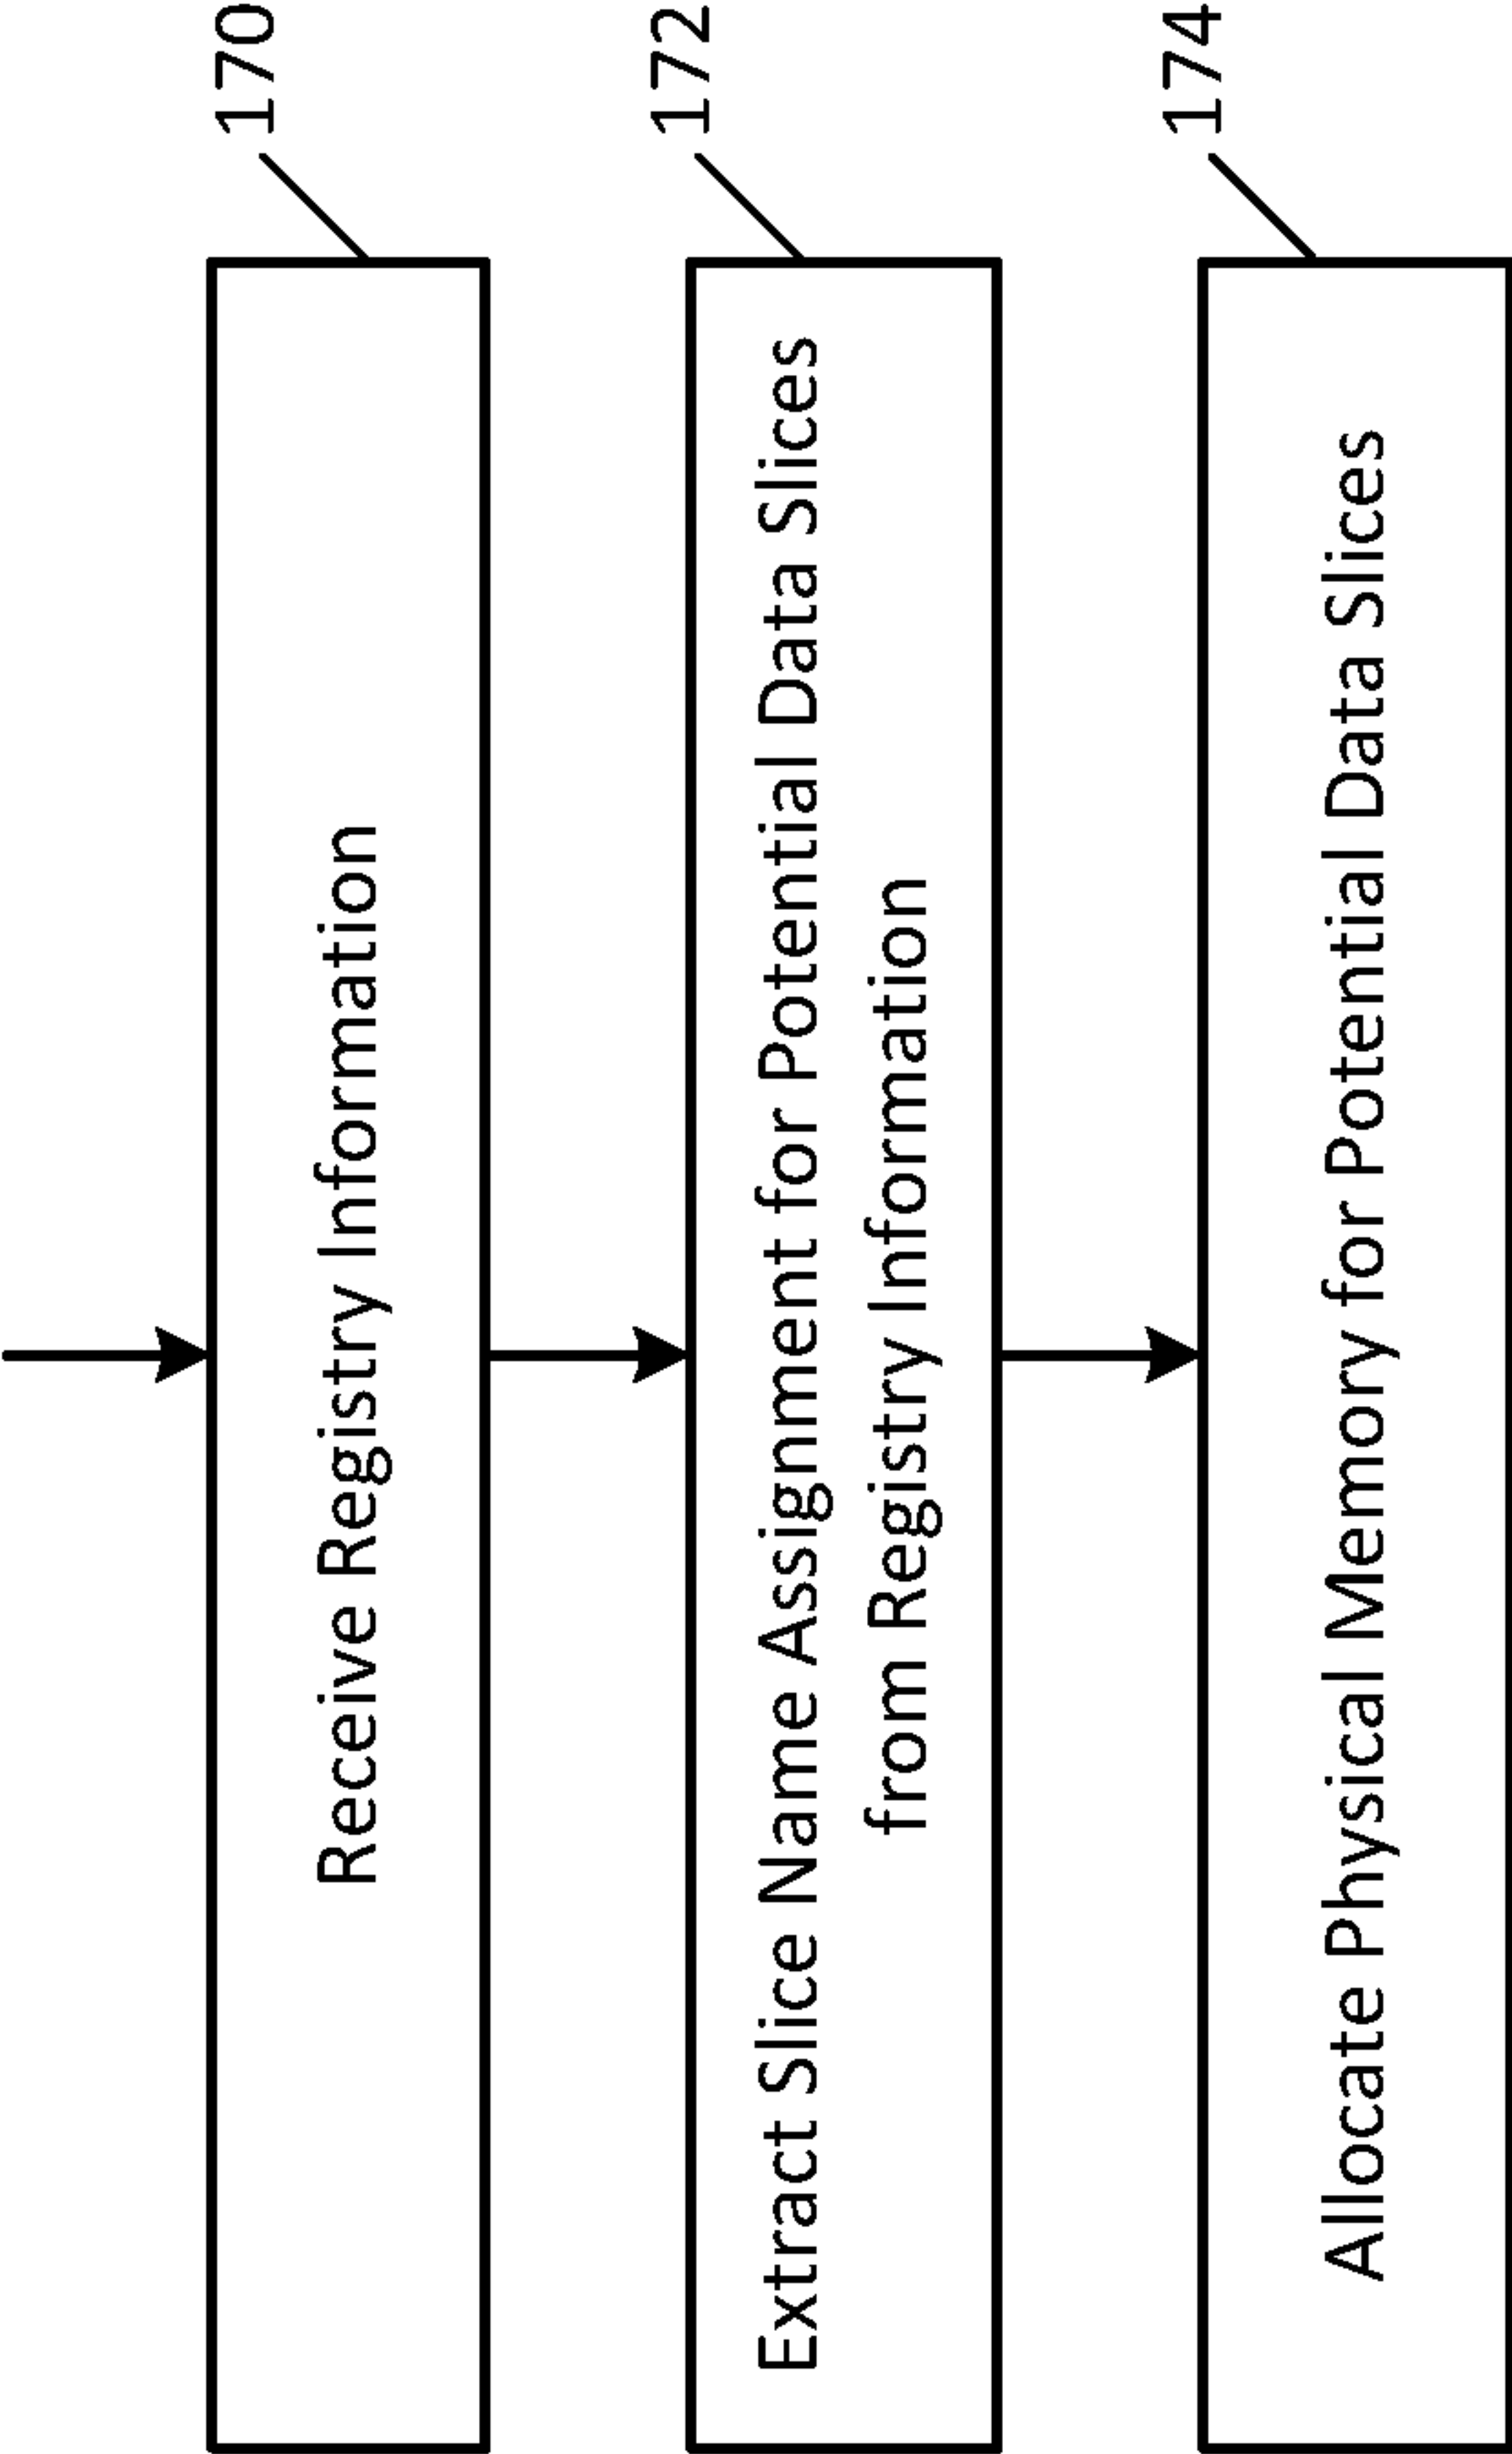 170
Receive Registry Information
172
Extract Slice Name Assignment for Potential Data Slices
from Registry Information
174
Allocate Physical Memory for Potential Data Slices